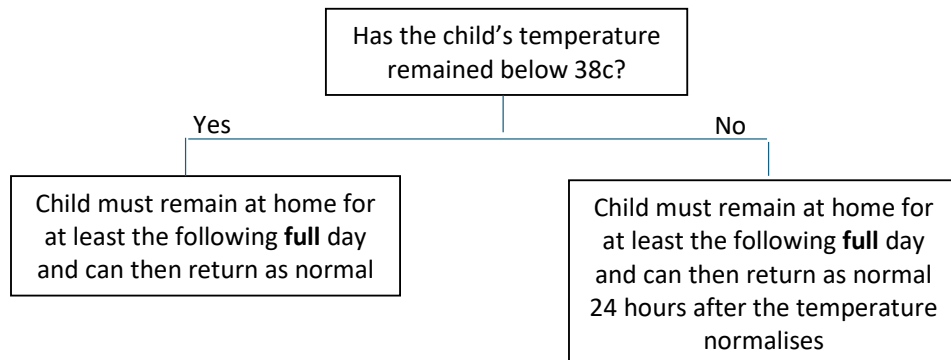 Has the child’s temperature
remained below 38c?
Yes
No
Child must remain at home for
at least the following full day
and can then return as normal
Child must remain at home for
at least the following full day
and can then return as normal
24 hours after the temperature
normalises